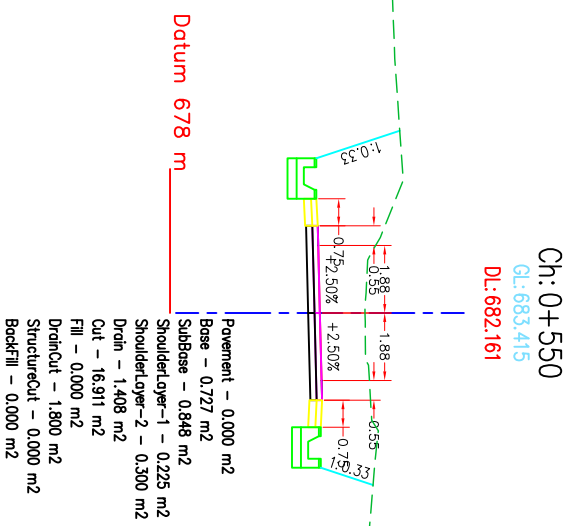 Ch: 0+550
GL: 683.415
DL: 682.161
1:0.33
0.75
0.55
1.88
+2.50%
+2.50%
1.88
0.55
0.75
1:0.33
Datum 678 m
Pavement - 0.000 m2
Base - 0.727 m2
SubBase - 0.848 m2
ShoulderLayer-1 - 0.225 m2
ShoulderLayer-2 - 0.300 m2
Drain - 1.408 m2
Cut - 16.911 m2
Fill - 0.000 m2
DrainCut - 1.800 m2
StructureCut - 0.000 m2
BackFill - 0.000 m2